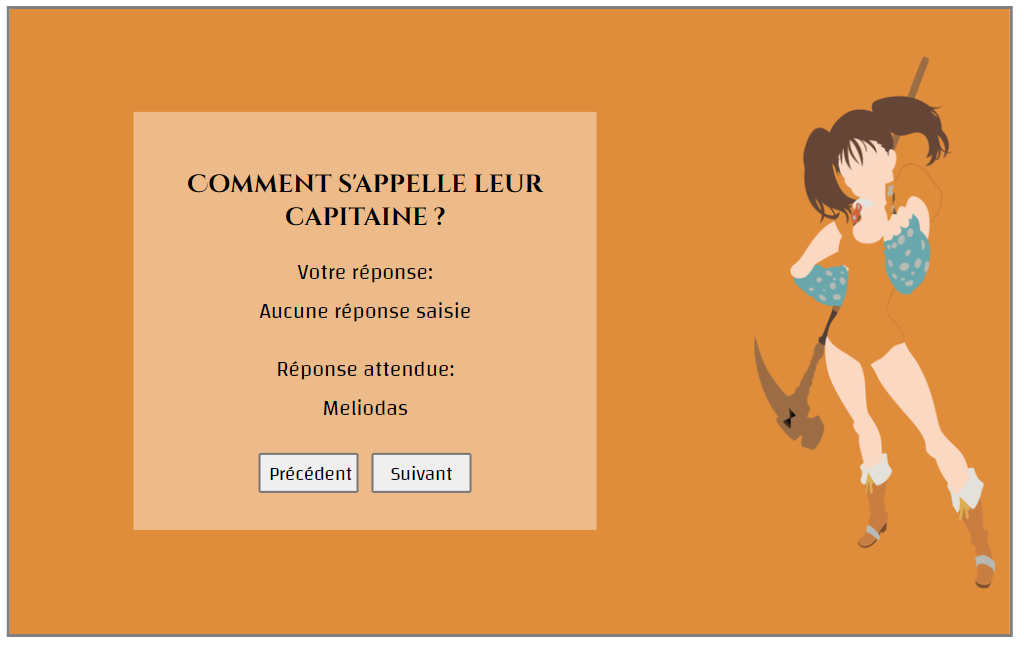 Comment s'appelle leur
capitaine ?
Votre réponse:
Aucune réponse saisie
Réponse attendue:
Meliodas
Précédent
Suivant